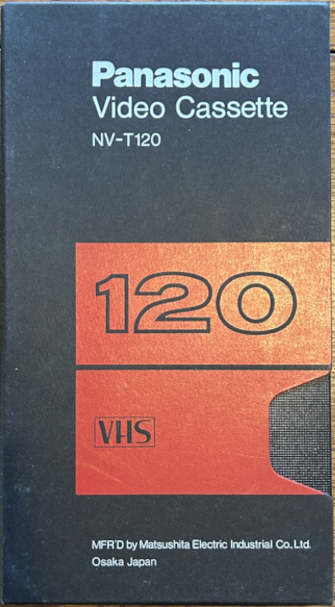 Panasonic
Video Cassette
NV-T120
120
VHS
MFR'D by Matsushita Electric Industrial Co., Ltd.
Osaka Japan